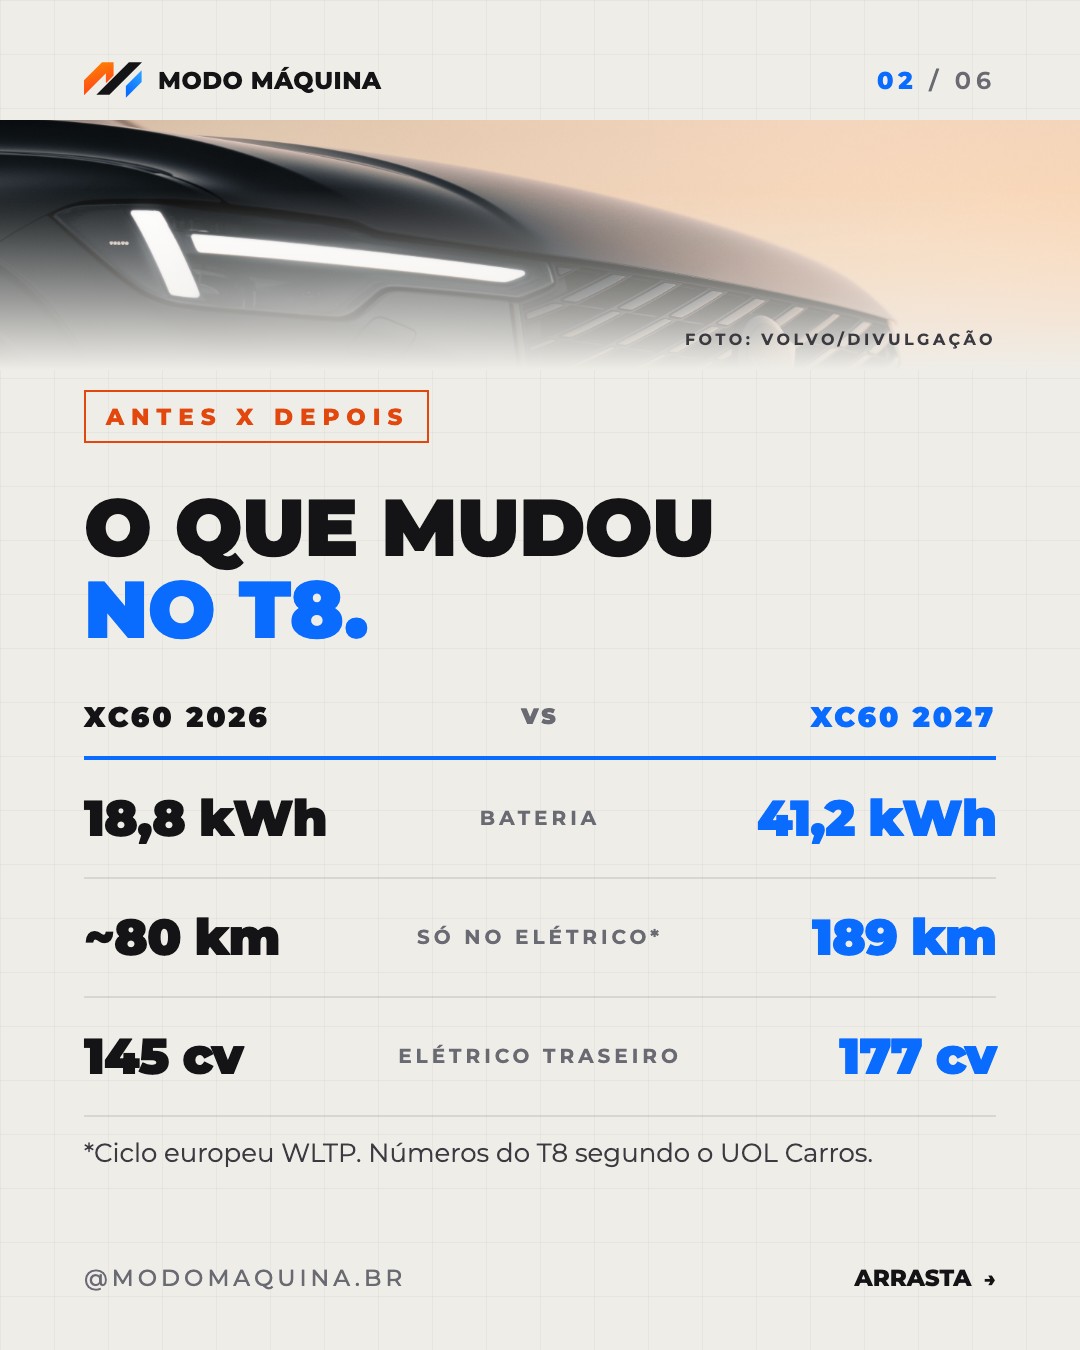 MODO MÁQUINA
02 / 06
FOTO: VOLVO/DIVULGAÇÃO
ANTES X DEPOIS
O QUE MUDOU
NO T8.
XC60 2026 VS XC60 2027
18,8 kWh BATERIA 41,2 kWh
~80 km SÓ NO ELÉTRICO* 189 km
145 cv ELÉTRICO TRASEIRO 177 cv
*Ciclo europeu WLTP. Números do T8 segundo o UOL Carros.
@MODOMAQUINA.BR
ARRASTA →